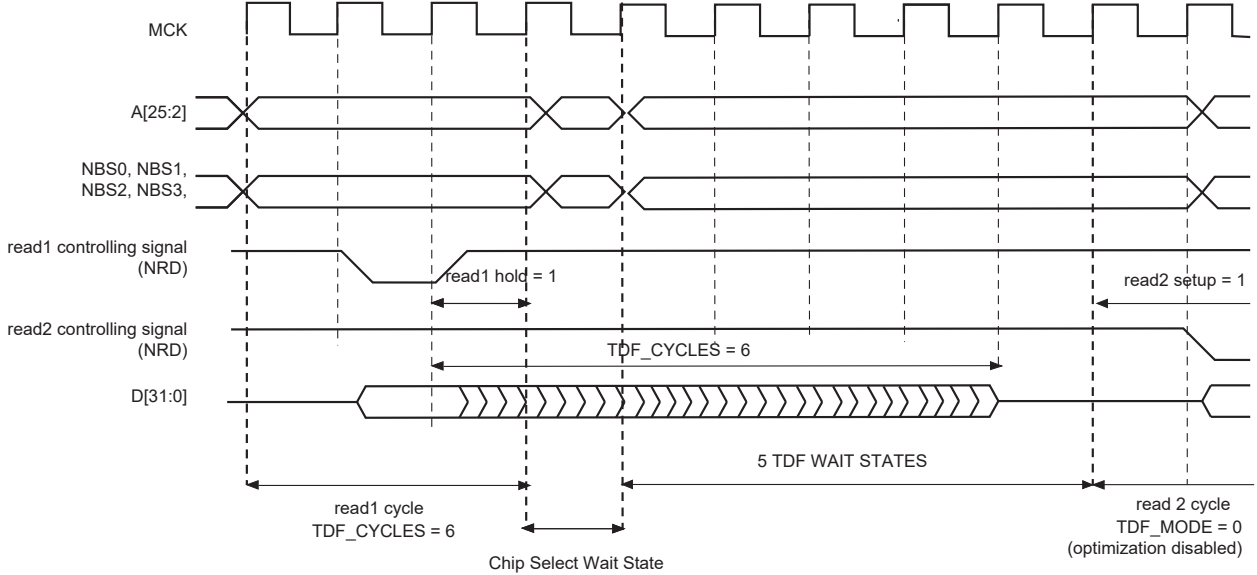 MCK
A[25:2]
NBS0, NBS1,
NBS2, NBS3,
read1 controlling signal
(NRD)
read1 hold = 1
read2 setup = 1
read2 controlling signal
(NRD)
TDF_CYCLES = 6
D[31:0]
5 TDF WAIT STATES
read1 cycle
TDF_CYCLES = 6
Chip Select Wait State
read 2 cycle
TDF_MODE = 0
(optimization disabled)